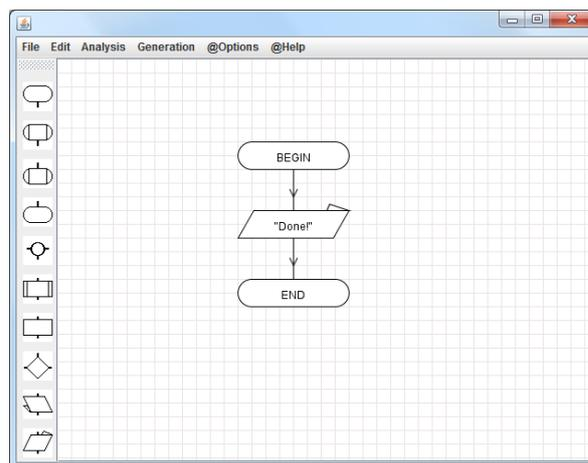 File Edit Analysis Generation @Options @Help
BEGIN
"Done!"
END